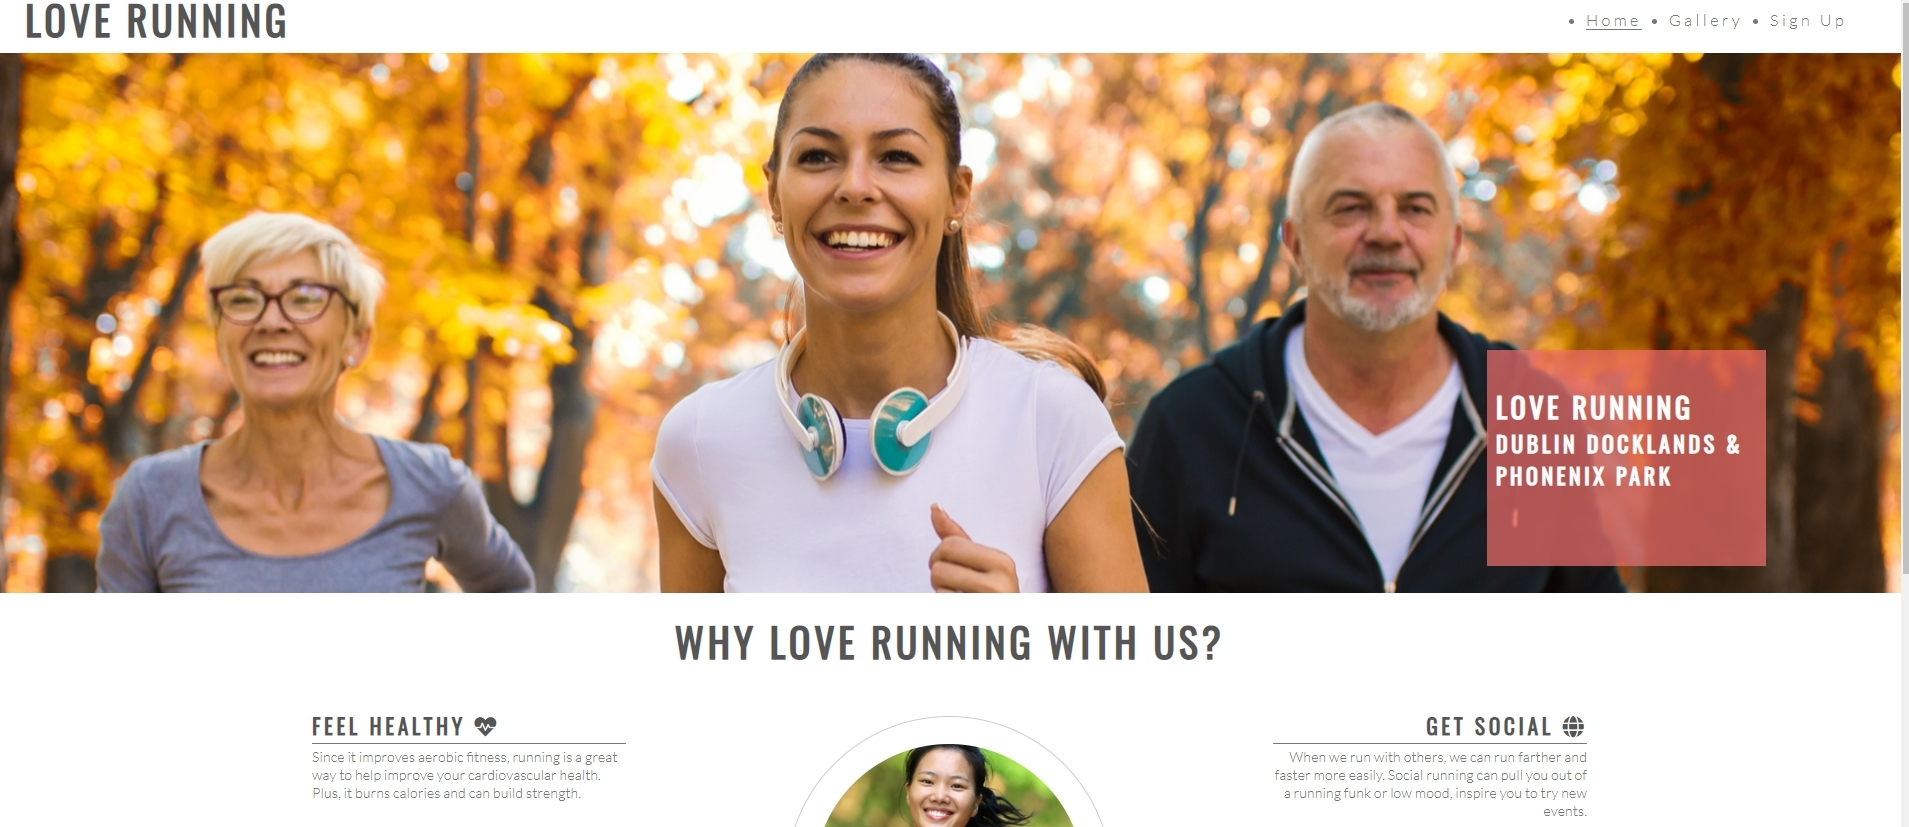 LOVE RUNNING
• Home • Gallery • Sign Up
LOVE RUNNING
DUBLIN DOCKLANDS &
PHONENIX PARK
WHY LOVE RUNNING WITH US?
FEEL HEALTHY
Since it improves aerobic fitness, running is a great
way to help improve your cardiovascular health.
Plus, it burns calories and can build strength.
GET SOCIAL
When we run with others, we can run farther and
faster more easily. Social running can pull you out of
a running funk or low mood, inspire you to try new
events.